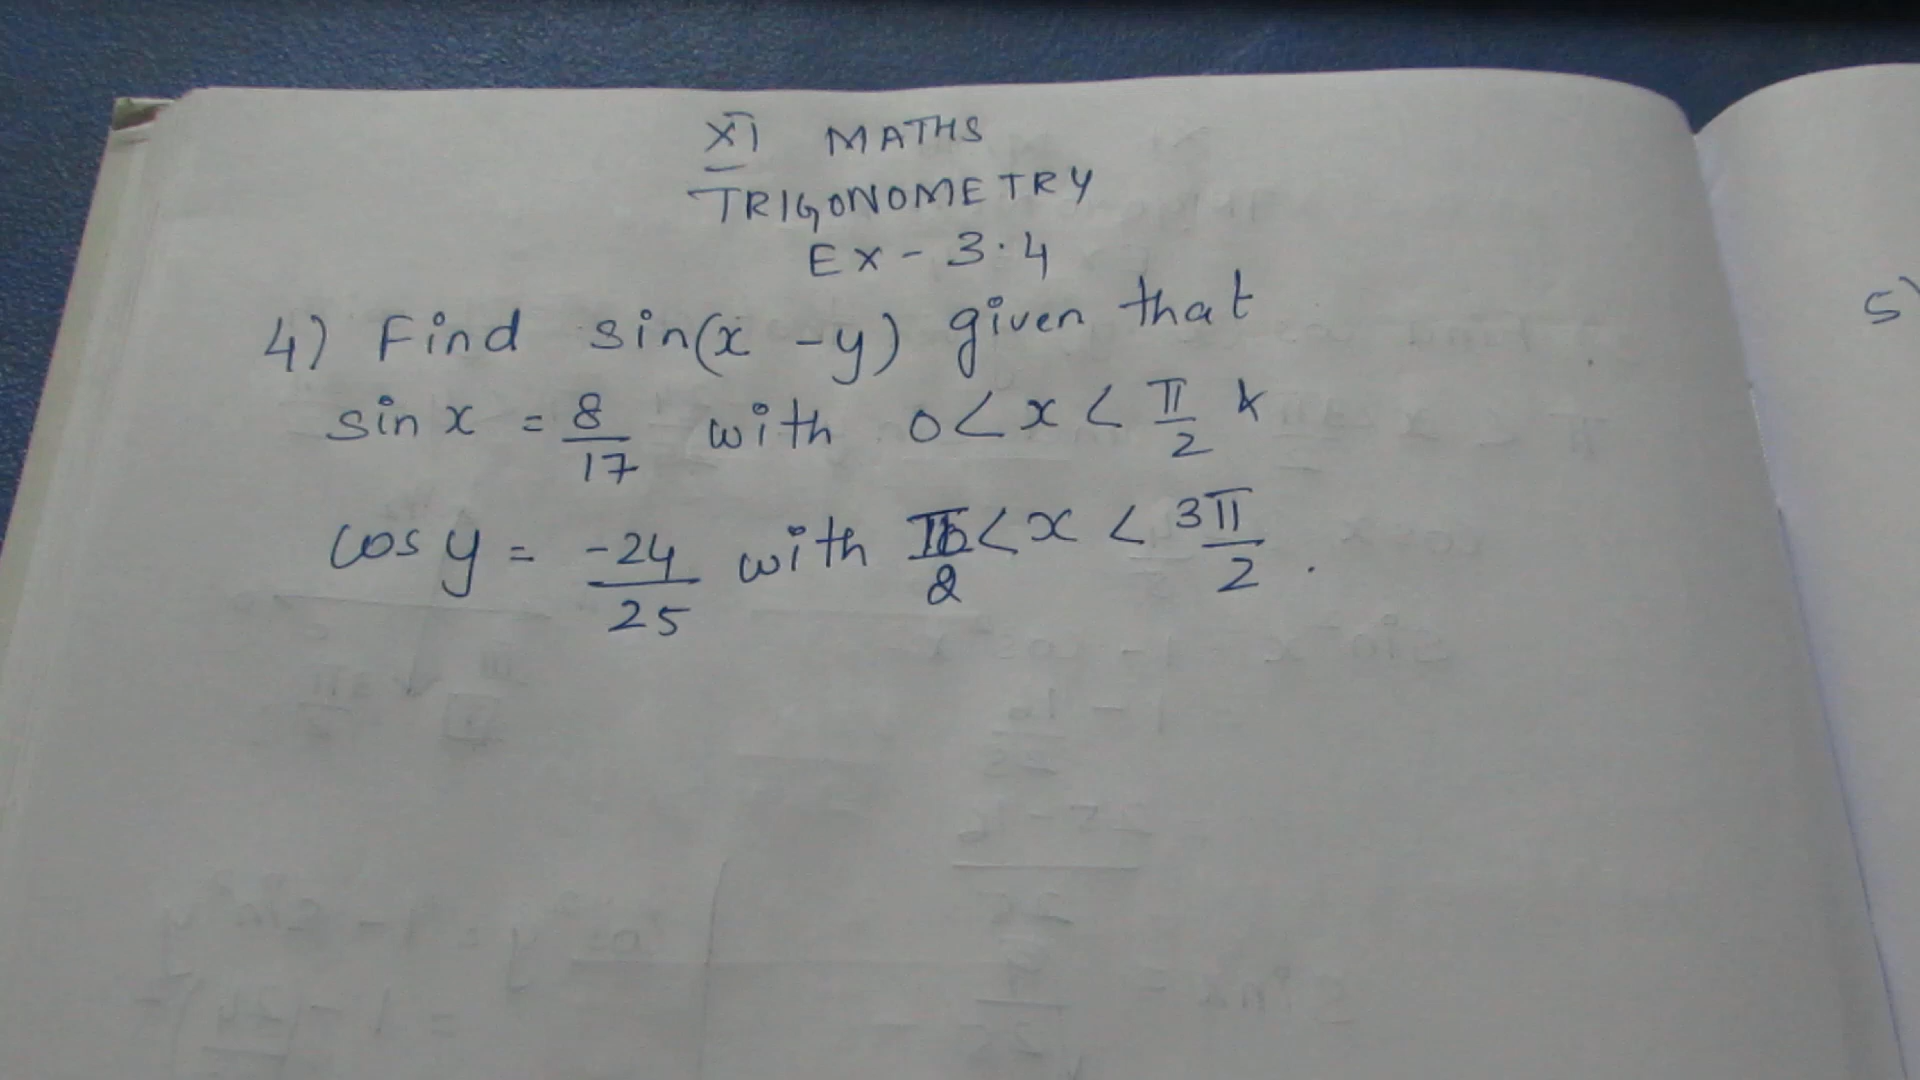 XI MATHS
TRIGONOMETRY
EX - 3.4
4) Find sin(x - y) given that
sin x = 8/17 with 0 < x < π/2 &
cos y = -24/25 with π < x < 3π/2 .
5)